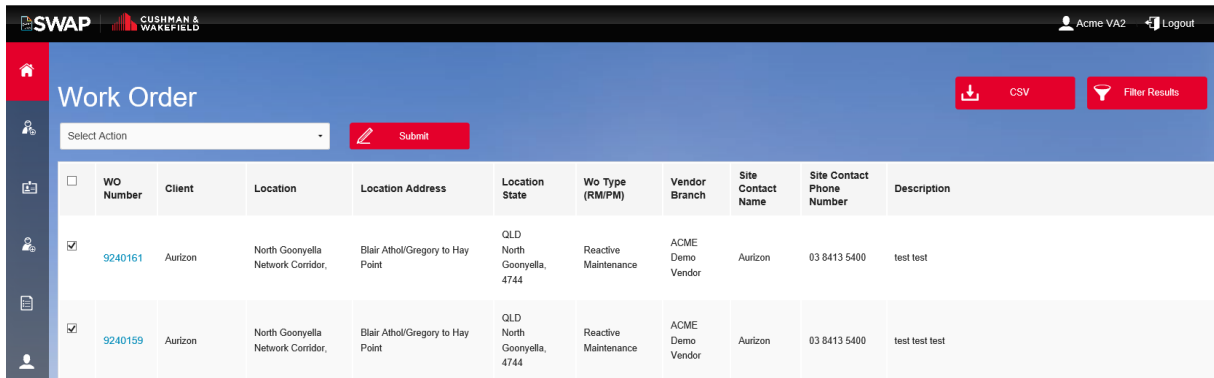 SWAP CUSHMAN & WAKEFIELD Acme VA2 Logout
Work Order CSV Filter Results
Select Action Submit
WO Number Client Location Location Address Location State Wo Type (RM/PM) Vendor Branch Site Contact Name Site Contact Phone Number Description
9240161 Aurizon North Goonyella Network Corridor, Blair Athol/Gregory to Hay Point QLD North Goonyella, 4744 Reactive Maintenance ACME Demo Vendor Aurizon 03 8413 5400 test test
9240159 Aurizon North Goonyella Network Corridor, Blair Athol/Gregory to Hay Point QLD North Goonyella, 4744 Reactive Maintenance ACME Demo Vendor Aurizon 03 8413 5400 test test test